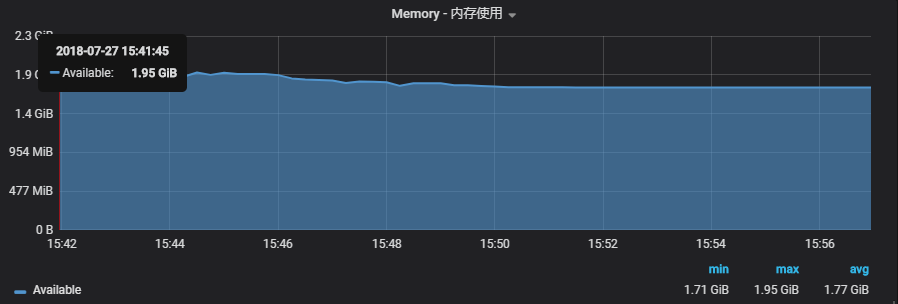 Memory - 内存使用
2.3 GiB
2018-07-27 15:41:45
Available: 1.95 GiB
1.9 G
1.4 GiB
954 MiB
477 MiB
0 B
15:42 15:44 15:46 15:48 15:50 15:52 15:54 15:56
min max avg
Available 1.71 GiB 1.95 GiB 1.77 GiB